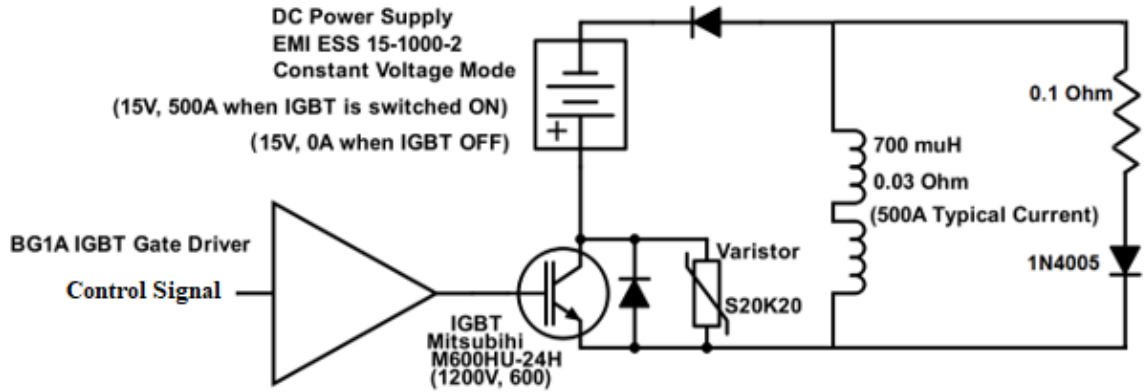 DC Power Supply
EMI ESS 15-1000-2
Constant Voltage Mode
(15V, 500A when IGBT is switched ON)
(15V, 0A when IGBT OFF)
+
0.1 Ohm
700 muH
0.03 Ohm
(500A Typical Current)
1N4005
BG1A IGBT Gate Driver
Control Signal
Varistor
S20K20
IGBT
Mitsubihi
M600HU-24H
(1200V, 600)